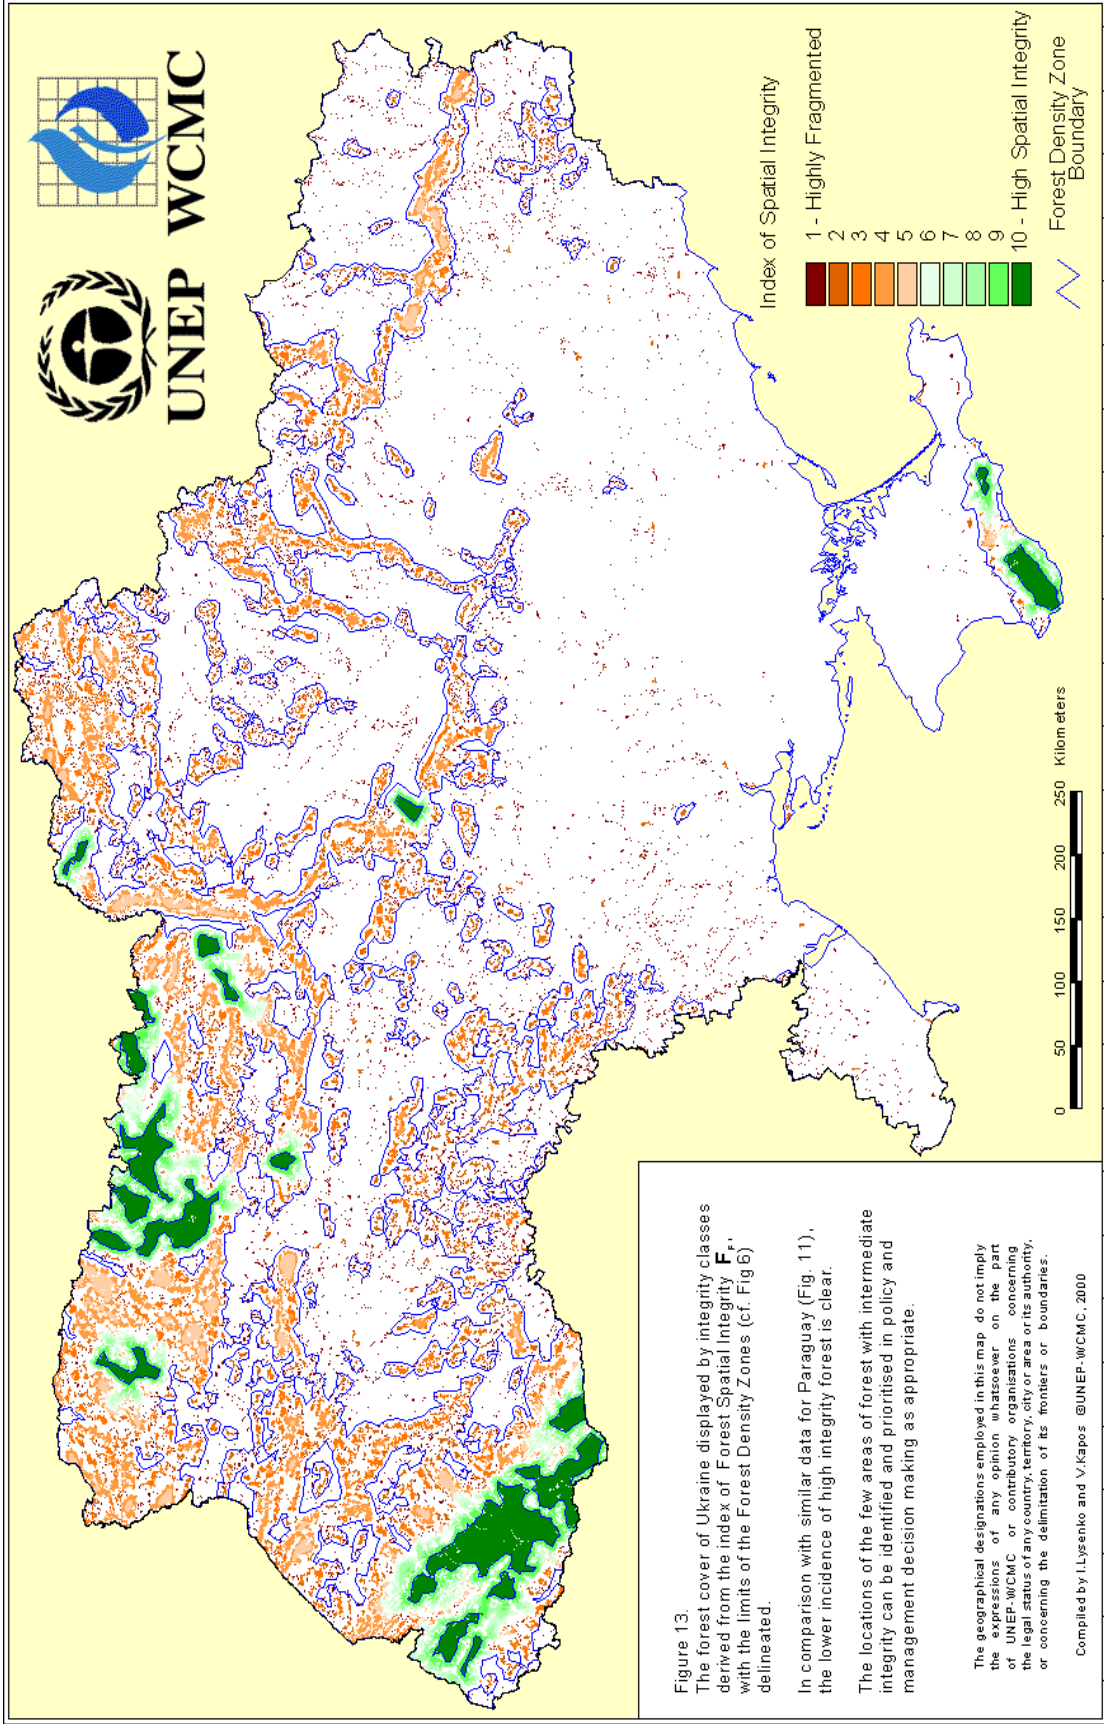 UNEP WCMC
Index of Spatial Integrity
1 - Highly Fragmented
2
3
4
5
6
7
8
9
10 - High Spatial Integrity
Forest Density Zone
Boundary
0 50 100 150 200 250 Kilometers
Figure 13.
The forest cover of Ukraine displayed by integrity classes
derived from the index of Forest Spatial Integrity F_F,
with the limits of the Forest Density Zones (cf. Fig 6)
delineated.
In comparison with similar data for Paraguay (Fig. 11),
the lower incidence of high integrity forest is clear.
The locations of the few areas of forest with intermediate
integrity can be identified and prioritised in policy and
management decision making as appropriate.
The geographical designations employed in this map do not imply
the expressions of any opinion whatsoever on the part
of UNEP-WCMC or contributory organisations concerning
the legal status of any country, territory, city or area or its authority,
or concerning the delimitation of its frontiers or boundaries.
Compiled by I.Lysenko and V.Kapos @UNEP-WCMC, 2000